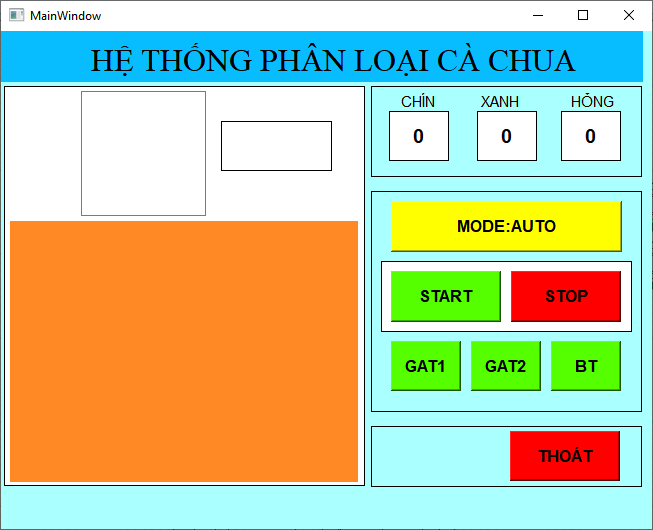 MainWindow
HỆ THỐNG PHÂN LOẠI CÀ CHUA
CHÍN XANH HỎNG
0 0 0
MODE:AUTO
START STOP
GAT1 GAT2 BT
THOÁT